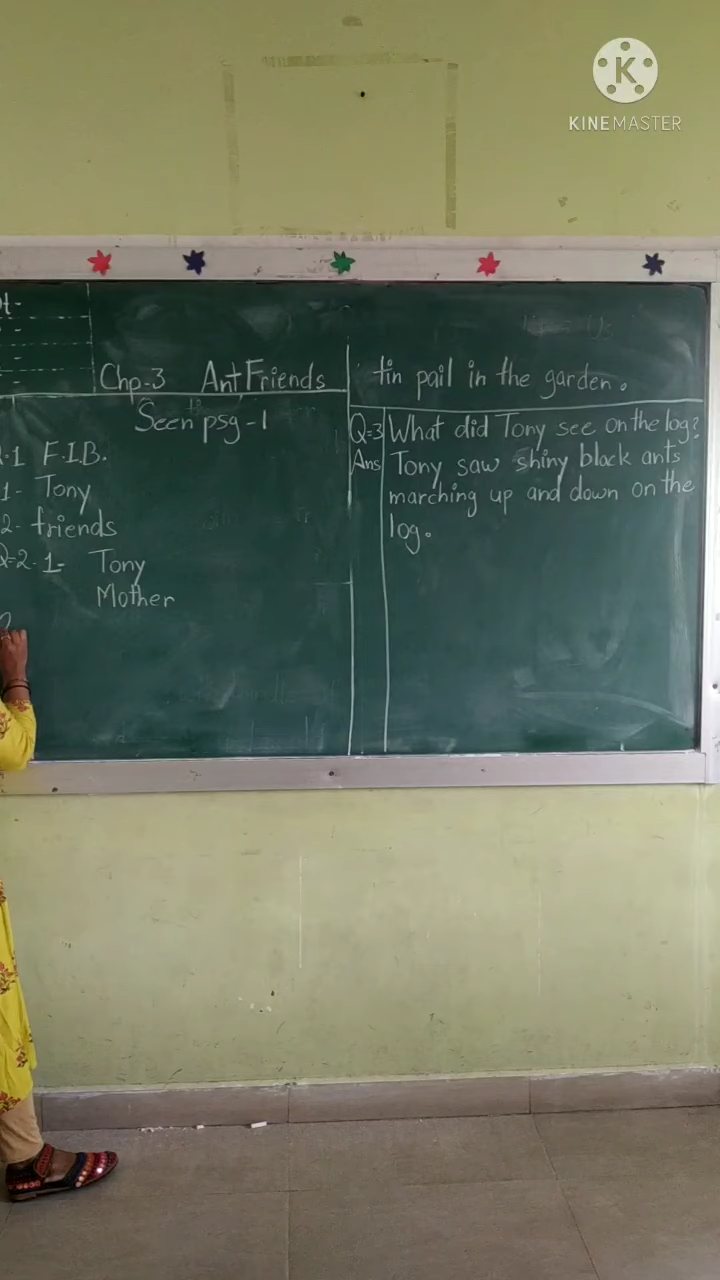 K
KINEMASTER
Chp-3 Ant Friends
Seen psg-1
1 F.I.B.
1- Tony
2- friends
Q-2. 1- Tony
Mother
tin pail in the garden.
Q-3 What did Tony see on the log?
Ans Tony saw shiny black ants
marching up and down on the
log.